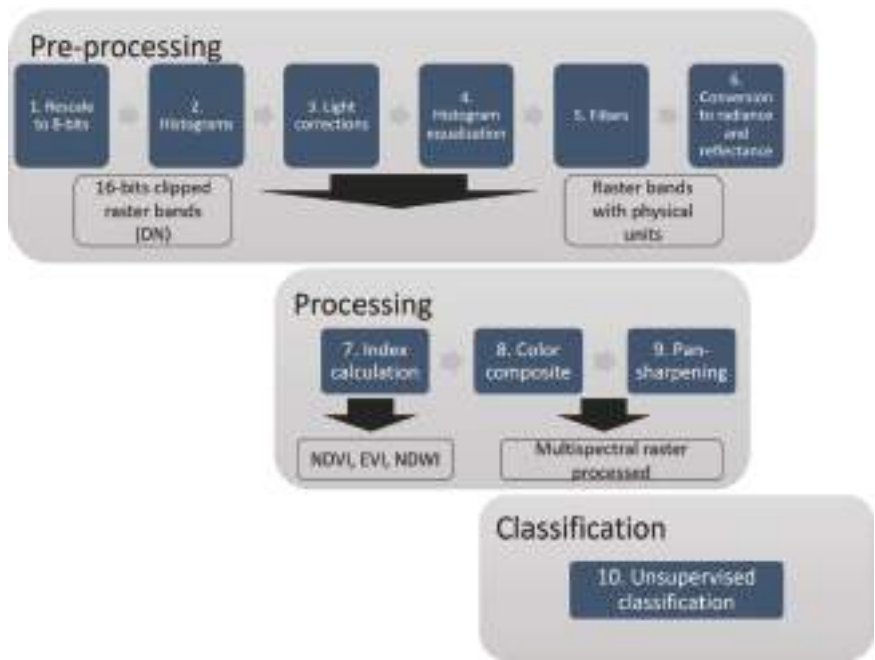 Pre-processing
1. Rescale
to 8-bits
2.
Histograms
3. Light
corrections
4.
Histogram
equalisation
5. Filters
6.
Conversion
to radiance
and
reflectance
16-bits clipped
raster bands
(DN)
Raster bands
with physical
units
Processing
7. Index
calculation
8. Color
composite
9. Pan-
sharpening
NDVI, EVI, NDWI
Multispectral raster
processed
Classification
10. Unsupervised
classification